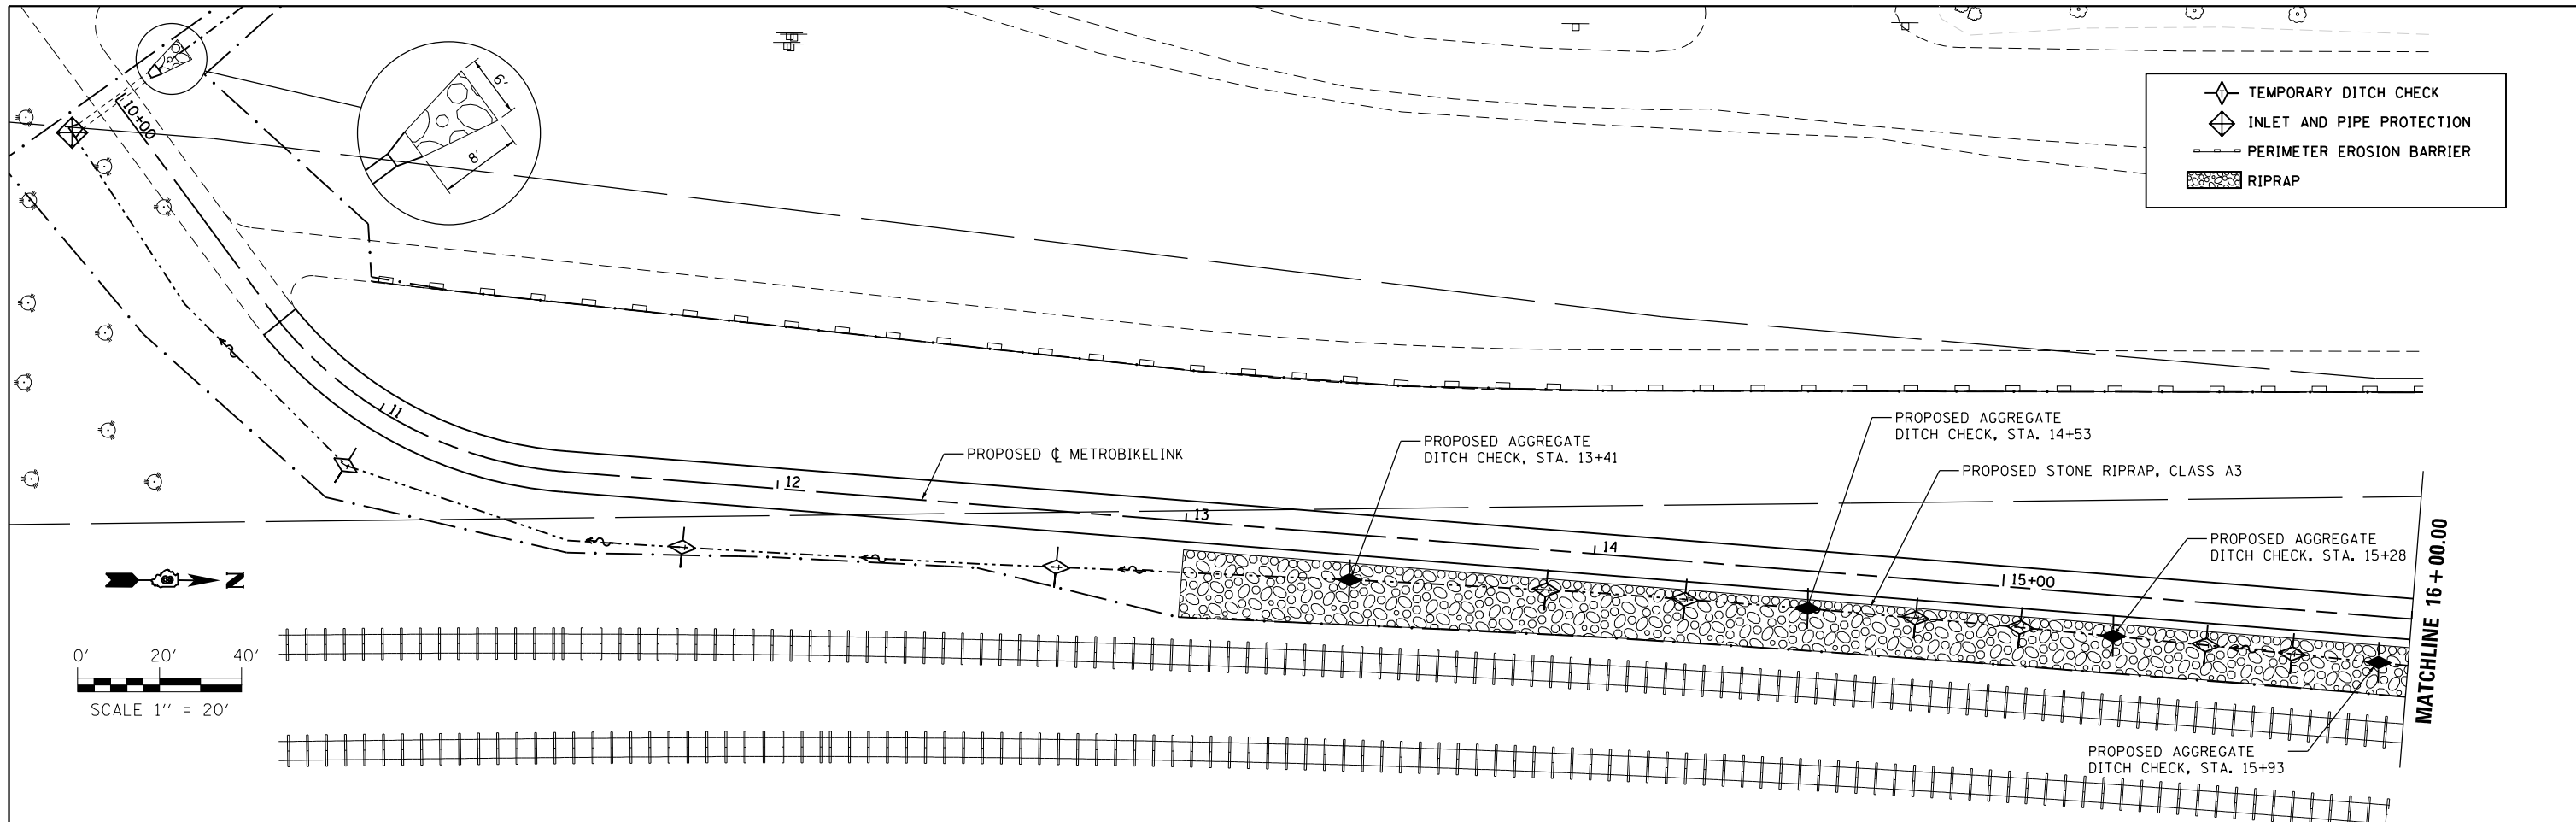 6'
8'
10+00
TEMPORARY DITCH CHECK
INLET AND PIPE PROTECTION
PERIMETER EROSION BARRIER
RIPRAP
11
12
13
14
15+00
PROPOSED ℄ METROBIKELINK
PROPOSED AGGREGATE
DITCH CHECK, STA. 13+41
PROPOSED AGGREGATE
DITCH CHECK, STA. 14+53
PROPOSED STONE RIPRAP, CLASS A3
PROPOSED AGGREGATE
DITCH CHECK, STA. 15+28
MATCHLINE 16+00.00
N
0' 20' 40'
SCALE 1'' = 20'
PROPOSED AGGREGATE
DITCH CHECK, STA. 15+93